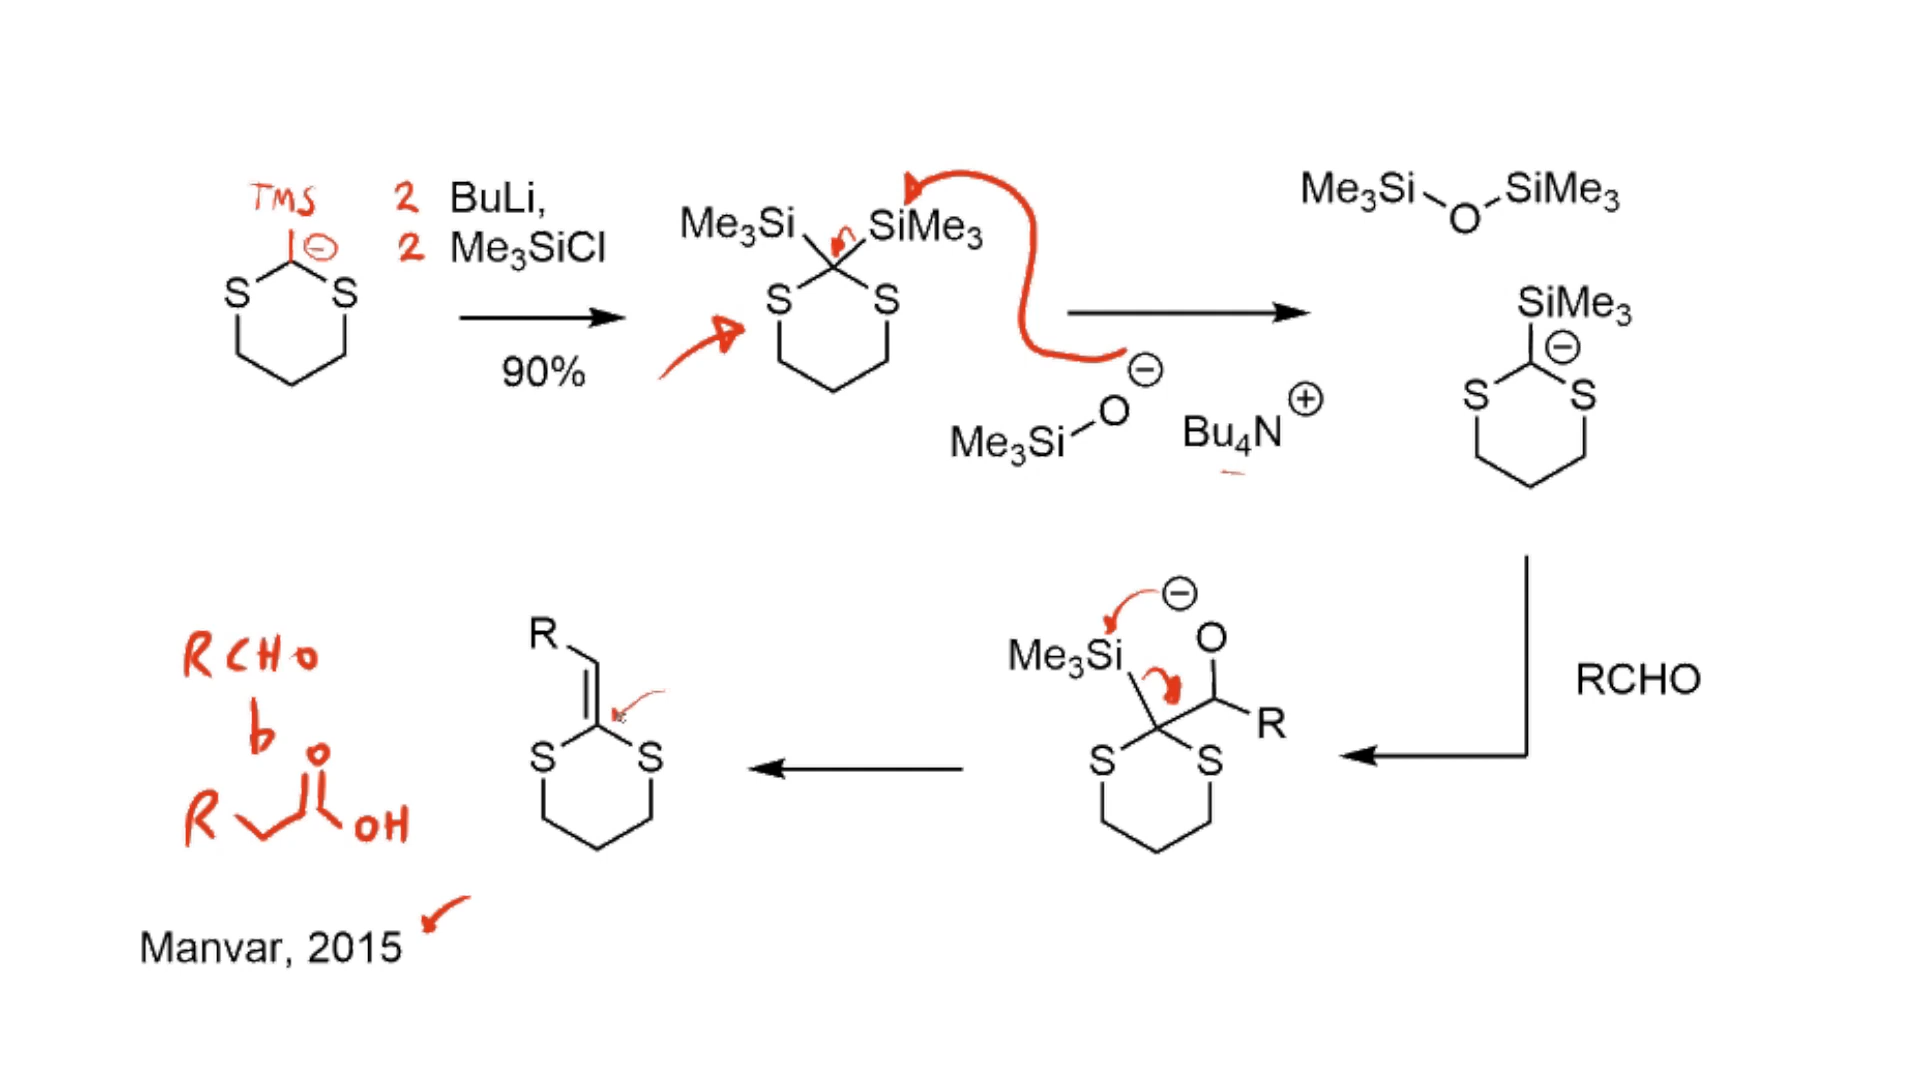 TMS
⊖
S S
2 BuLi,
2 Me₃SiCl
90%
Me₃Si SiMe₃
S S
Me₃Si-O ⊖ Bu₄N ⊕
Me₃Si O SiMe₃
SiMe₃
⊖
S S
RCHO
⊖
Me₃Si O
R
S S
R
S S
RCHO
b
O
R OH
Manvar, 2015